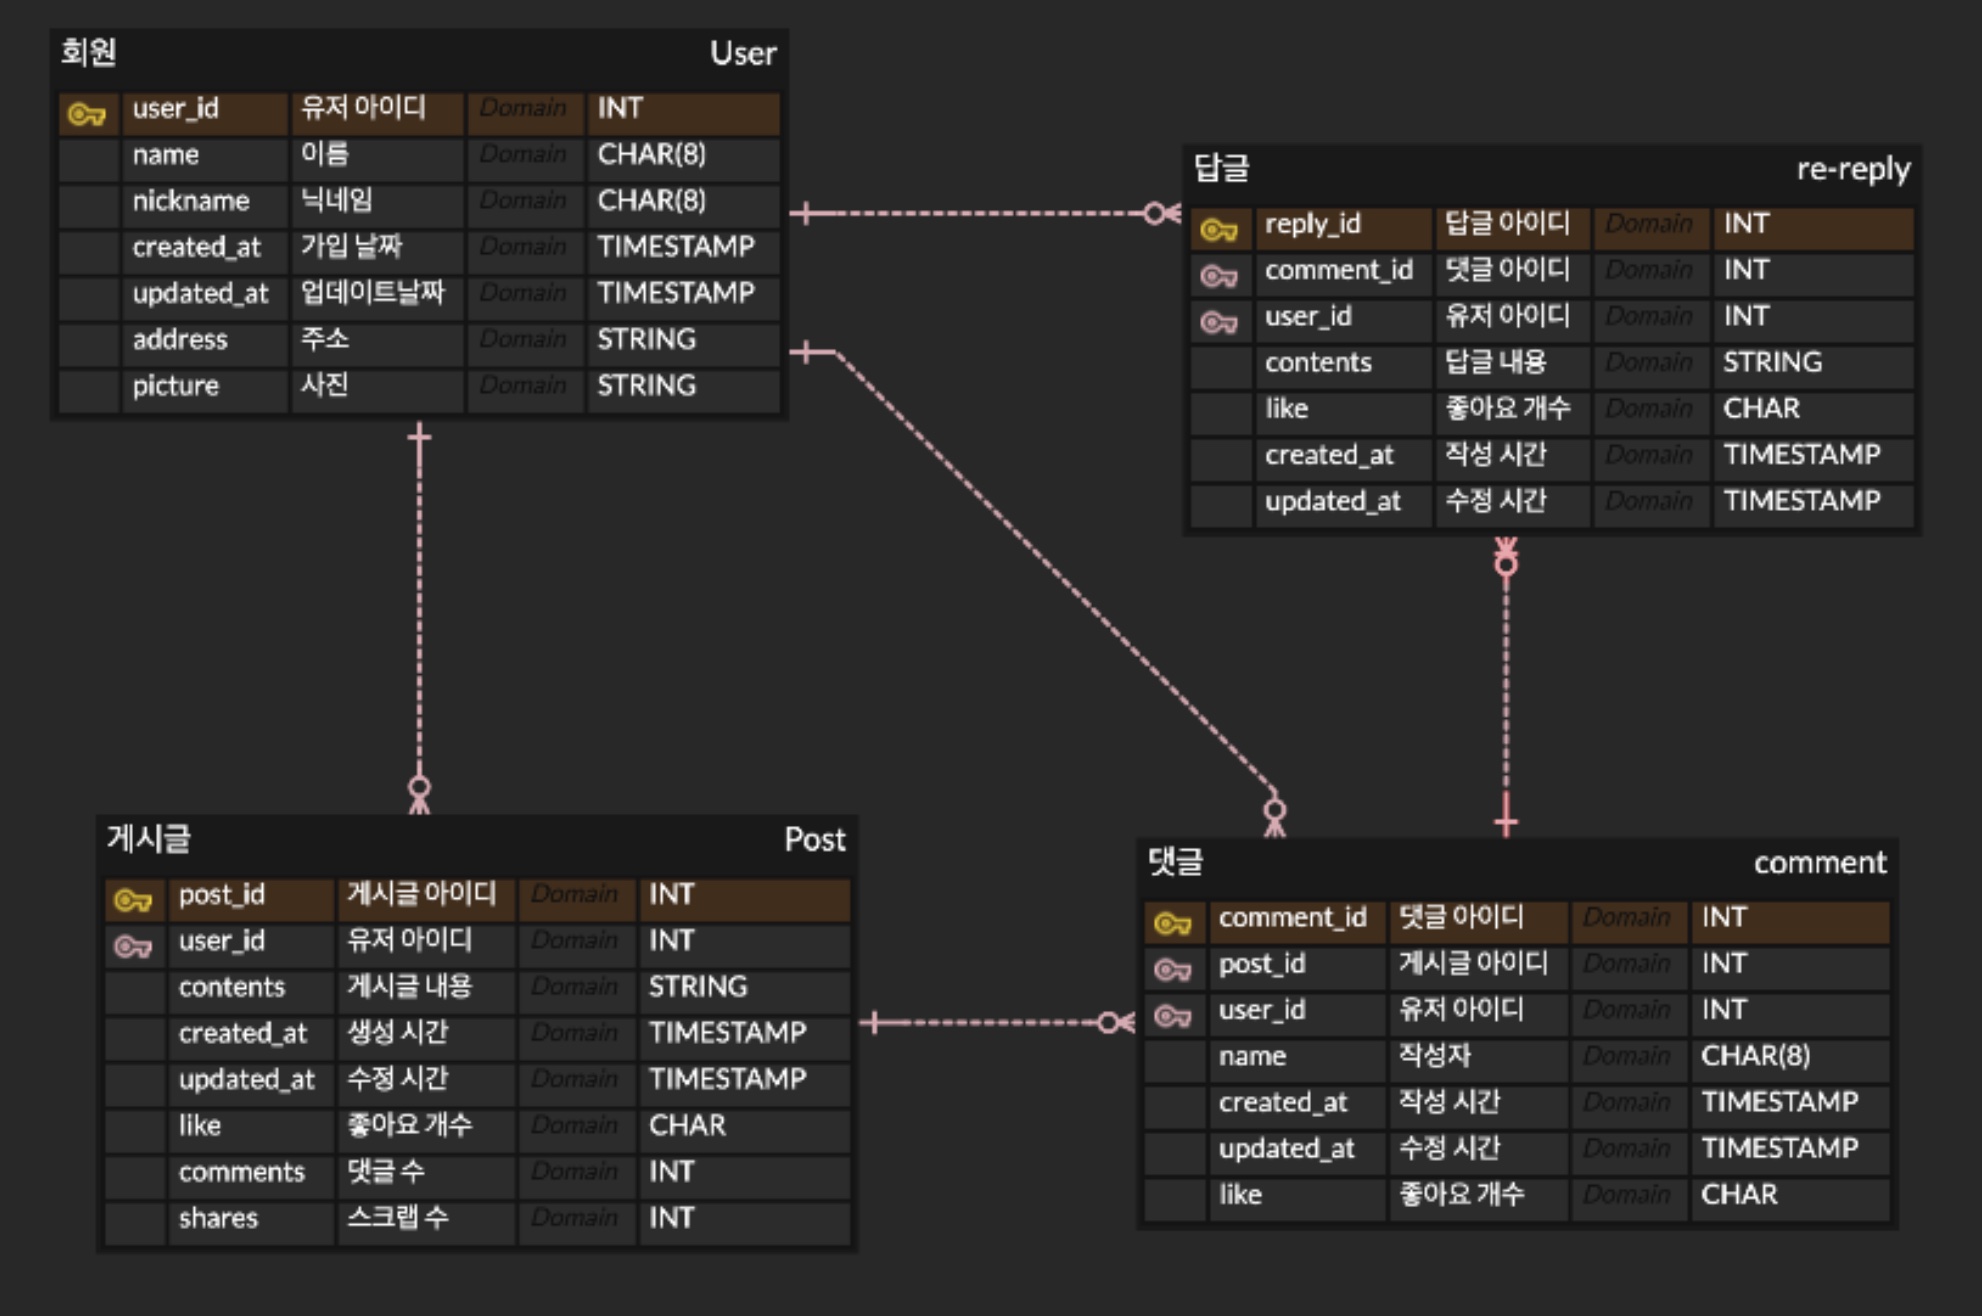 회원 User
user_id 유저 아이디 Domain INT
name 이름 Domain CHAR(8)
nickname 닉네임 Domain CHAR(8)
created_at 가입 날짜 Domain TIMESTAMP
updated_at 업데이트날짜 Domain TIMESTAMP
address 주소 Domain STRING
picture 사진 Domain STRING
답글 re-reply
reply_id 답글 아이디 Domain INT
comment_id 댓글 아이디 Domain INT
user_id 유저 아이디 Domain INT
contents 답글 내용 Domain STRING
like 좋아요 개수 Domain CHAR
created_at 작성 시간 Domain TIMESTAMP
updated_at 수정 시간 Domain TIMESTAMP
게시글 Post
post_id 게시글 아이디 Domain INT
user_id 유저 아이디 Domain INT
contents 게시글 내용 Domain STRING
created_at 생성 시간 Domain TIMESTAMP
updated_at 수정 시간 Domain TIMESTAMP
like 좋아요 개수 Domain CHAR
comments 댓글 수 Domain INT
shares 스크랩 수 Domain INT
댓글 comment
comment_id 댓글 아이디 Domain INT
post_id 게시글 아이디 Domain INT
user_id 유저 아이디 Domain INT
name 작성자 Domain CHAR(8)
created_at 작성 시간 Domain TIMESTAMP
updated_at 수정 시간 Domain TIMESTAMP
like 좋아요 개수 Domain CHAR